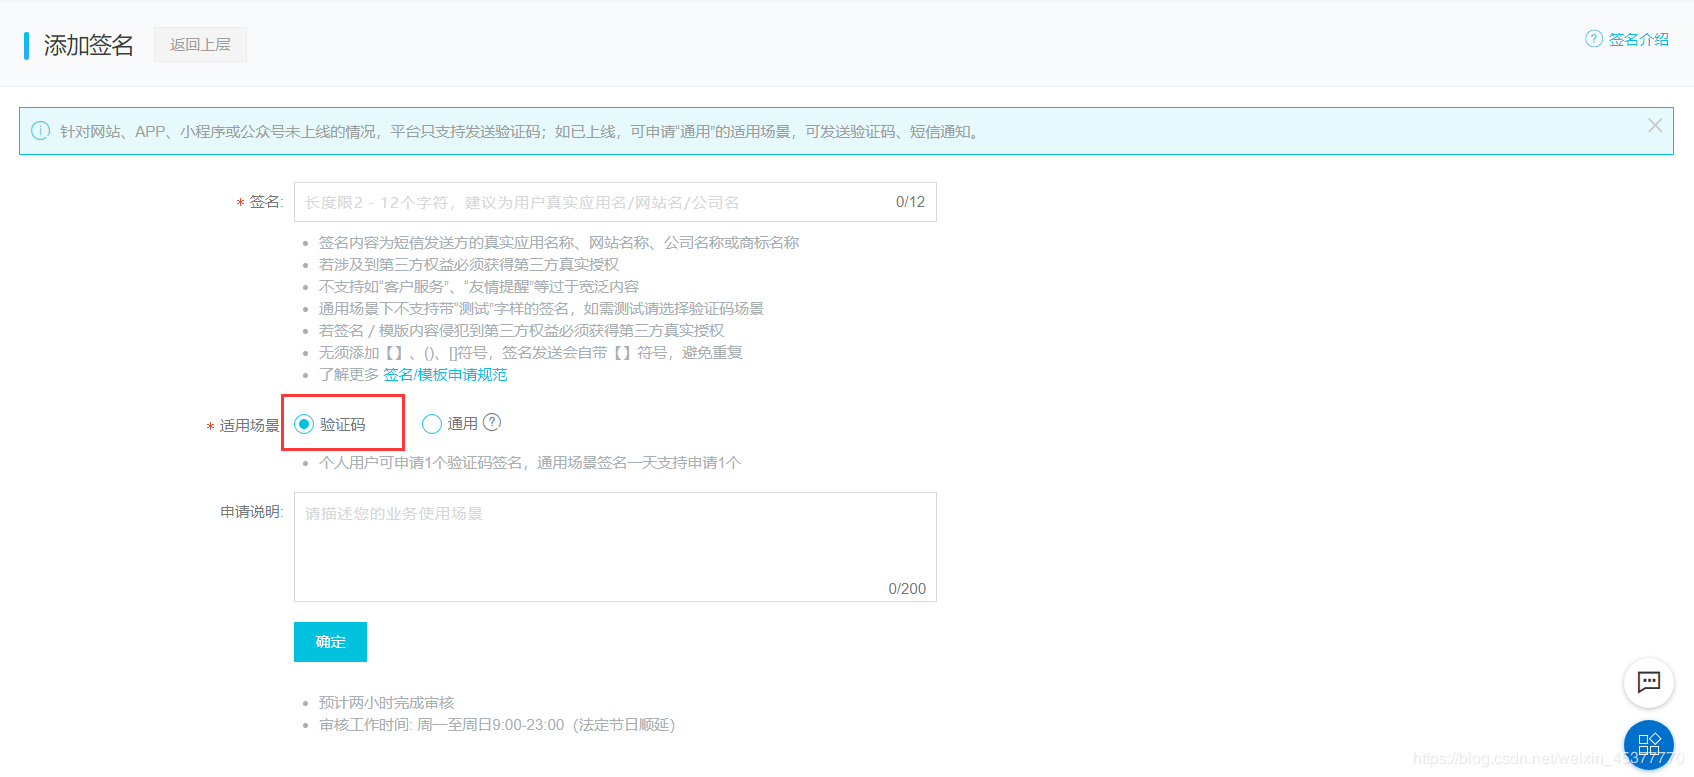 添加签名 返回上层 签名介绍
针对网站、APP、小程序或公众号未上线的情况，平台只支持发送验证码；如已上线，可申请“通用”的适用场景，可发送验证码、短信通知。
* 签名: 长度限2 - 12个字符，建议为用户真实应用名/网站名/公司名 0/12
签名内容为短信发送方的真实应用名称、网站名称、公司名称或商标名称
若涉及到第三方权益必须获得第三方真实授权
不支持如“客户服务”、“友情提醒”等过于宽泛内容
通用场景下不支持带“测试”字样的签名，如需测试请选择验证码场景
若签名 / 模版内容侵犯到第三方权益必须获得第三方真实授权
无须添加【】、()、[]符号，签名发送会自带【】符号，避免重复
了解更多 签名/模板申请规范
* 适用场景 验证码 通用
个人用户可申请1个验证码签名，通用场景签名一天支持申请1个
申请说明: 请描述您的业务使用场景
0/200
确定
预计两小时完成审核
审核工作时间: 周一至周日9:00-23:00（法定节日顺延）
https://blog.csdn.net/weixin_45377770